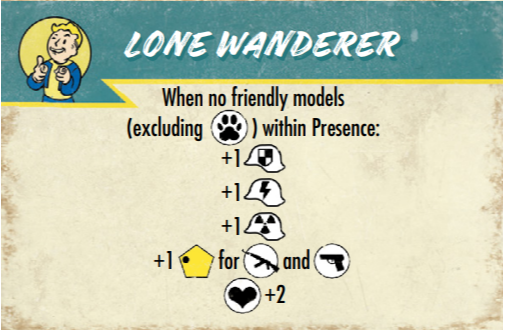 LONE WANDERER
When no friendly models
(excluding ) within Presence:
+1
+1
+1
+1 for and
+2